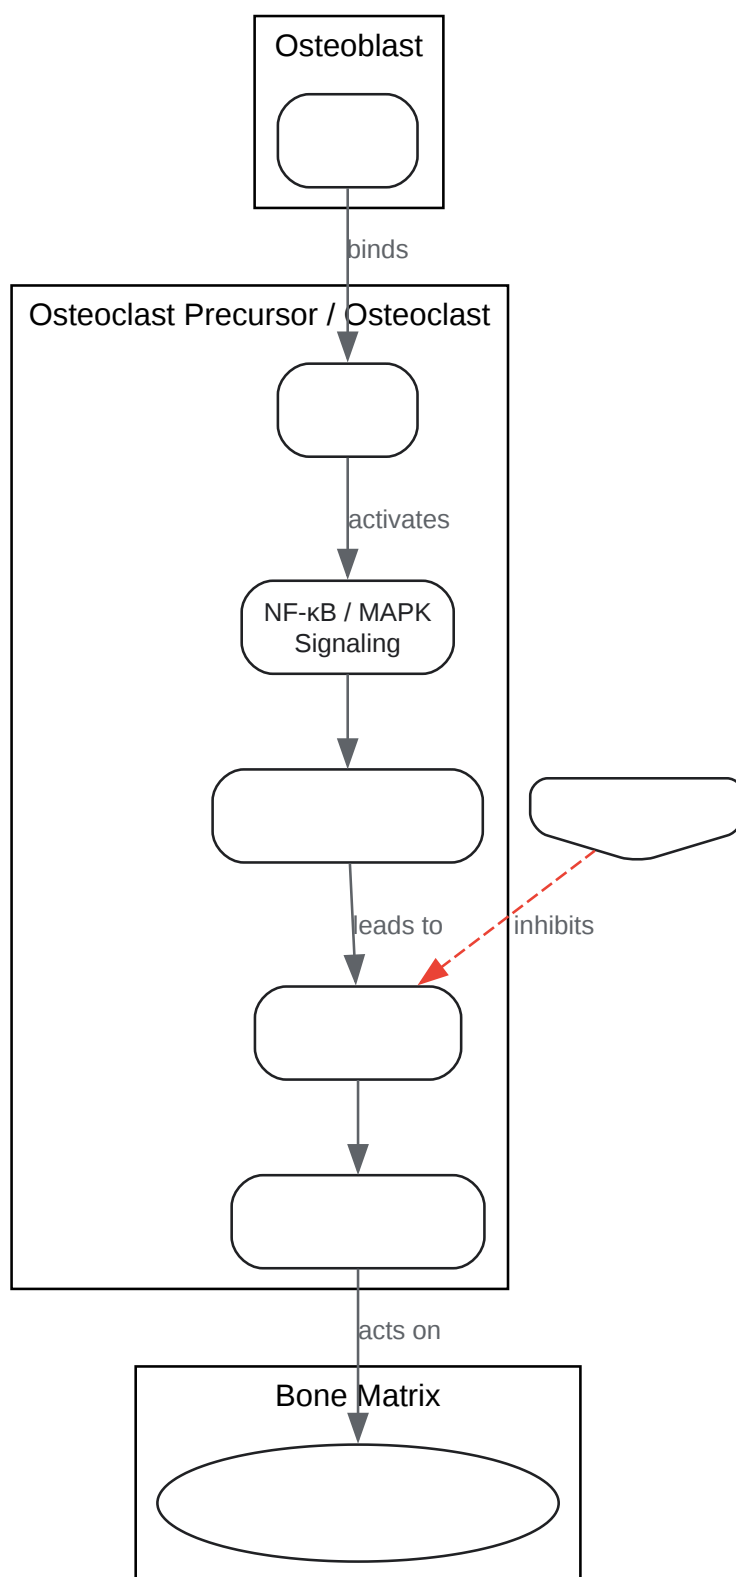 Osteoblast
binds
Osteoclast Precursor / Osteoclast
activates
NF-κB / MAPK
Signaling
leads to
inhibits
acts on
Bone Matrix